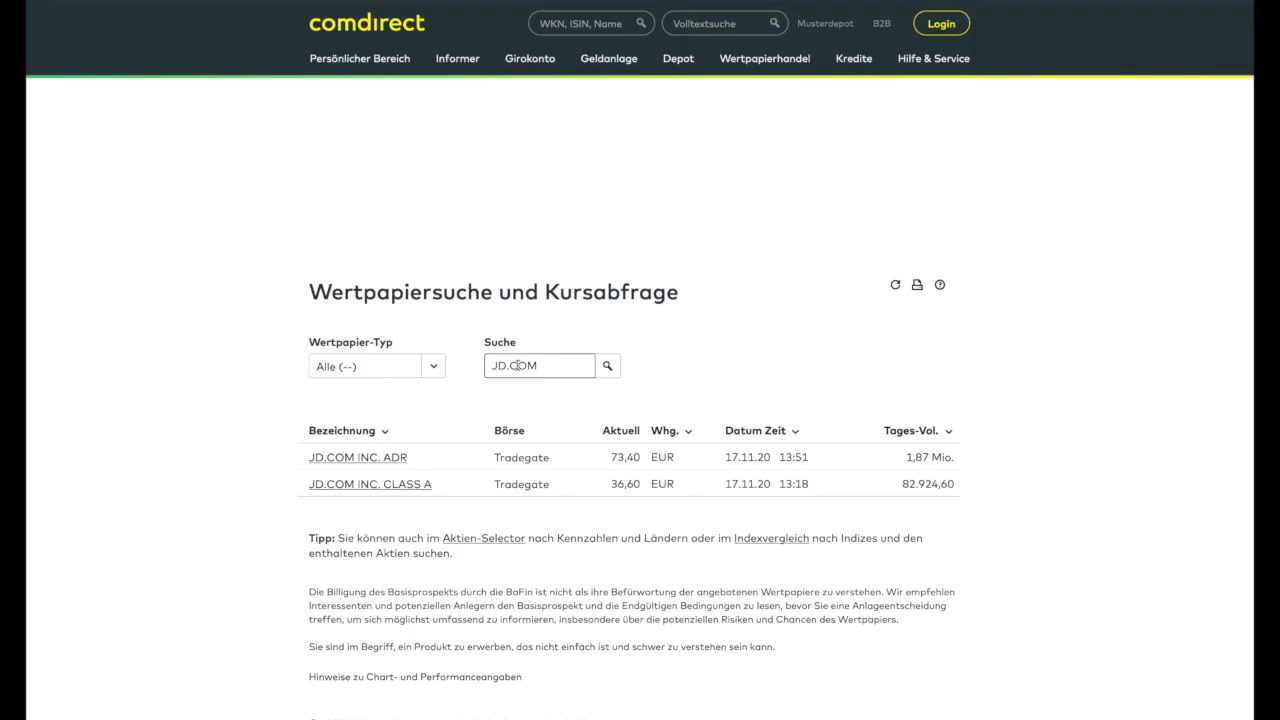 comdirect
WKN, ISIN, Name
Volltextsuche
Musterdepot
B2B
Login
Persönlicher Bereich
Informer
Girokonto
Geldanlage
Depot
Wertpapierhandel
Kredite
Hilfe & Service
Wertpapiersuche und Kursabfrage
Wertpapier-Typ
Suche
Alle (--)
JD.COM
Bezeichnung Börse Aktuell Whg. Datum Zeit Tages-Vol.
JD.COM INC. ADR Tradegate 73,40 EUR 17.11.20 13:51 1,87 Mio.
JD.COM INC. CLASS A Tradegate 36,60 EUR 17.11.20 13:18 82.924,60
Tipp: Sie können auch im Aktien-Selector nach Kennzahlen und Ländern oder im Indexvergleich nach Indizes und den
enthaltenen Aktien suchen.
Die Billigung des Basisprospekts durch die BaFin ist nicht als ihre Befürwortung der angebotenen Wertpapiere zu verstehen. Wir empfehlen
Interessenten und potenziellen Anlegern den Basisprospekt und die Endgültigen Bedingungen zu lesen, bevor Sie eine Anlageentscheidung
treffen, um sich möglichst umfassend zu informieren, insbesondere über die potenziellen Risiken und Chancen des Wertpapiers.
Sie sind im Begriff, ein Produkt zu erwerben, das nicht einfach ist und schwer zu verstehen sein kann.
Hinweise zu Chart- und Performanceangaben